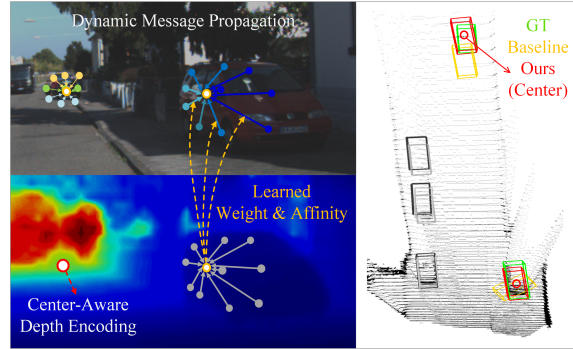 Dynamic Message Propagation
Learned
Weight & Affinity
Center-Aware
Depth Encoding
GT
Baseline
Ours
(Center)